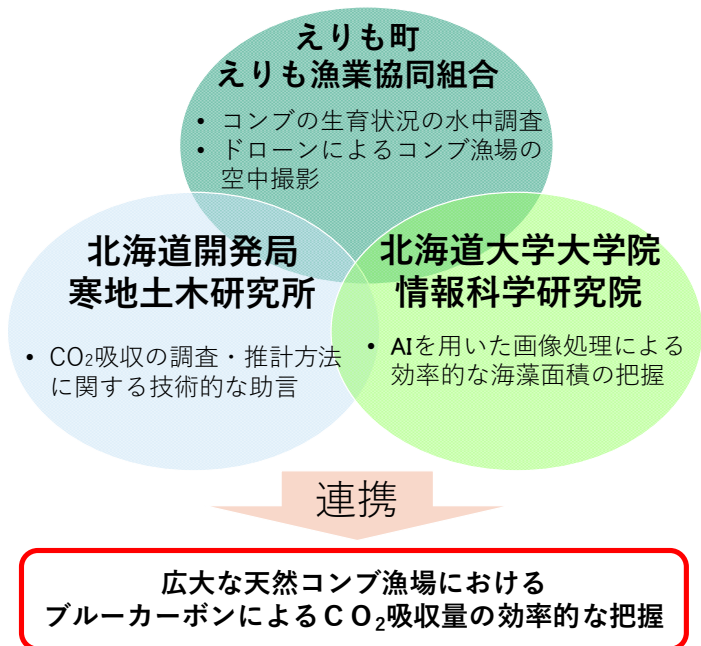 えりも町
えりも漁業協同組合
• コンブの生育状況の水中調査
• ドローンによるコンブ漁場の
空中撮影
北海道開発局
寒地土木研究所
• CO₂吸収の調査・推計方法
に関する技術的な助言
北海道大学大学院
情報科学研究院
• AIを用いた画像処理による
効率的な海藻面積の把握
連携
広大な天然コンブ漁場における
ブルーカーボンによるCO₂吸収量の効率的な把握